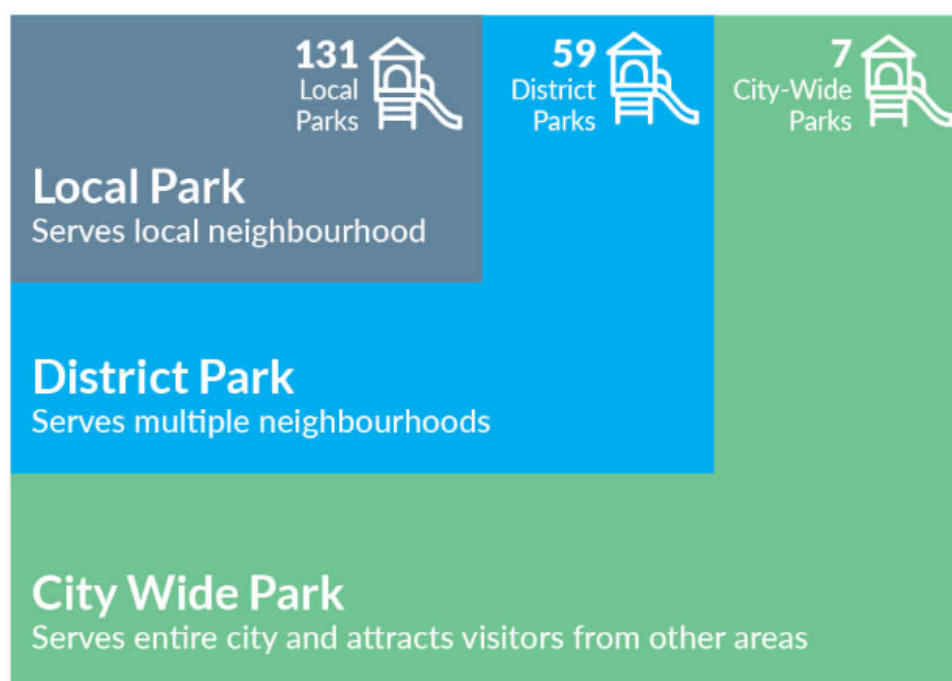 131
Local
Parks
59
District
Parks
7
City-Wide
Parks
Local Park
Serves local neighbourhood
District Park
Serves multiple neighbourhoods
City Wide Park
Serves entire city and attracts visitors from other areas